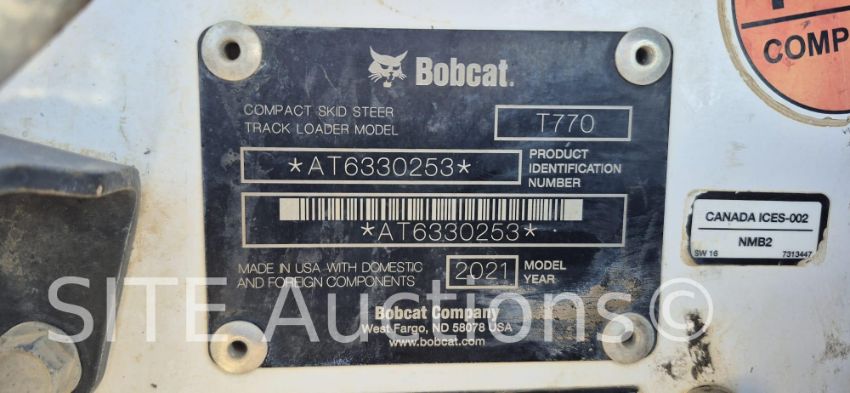 Bobcat.
COMPACT SKID STEER
TRACK LOADER MODEL
T770
*AT6330253*
PRODUCT
IDENTIFICATION
NUMBER
*AT6330253*
MADE IN USA WITH DOMESTIC
AND FOREIGN COMPONENTS
2021
MODEL
YEAR
Bobcat Company
West Fargo, ND 58078 USA
www.bobcat.com
COMP
CANADA ICES-002
NMB2
SW 16
7313447
SITE Auctions©